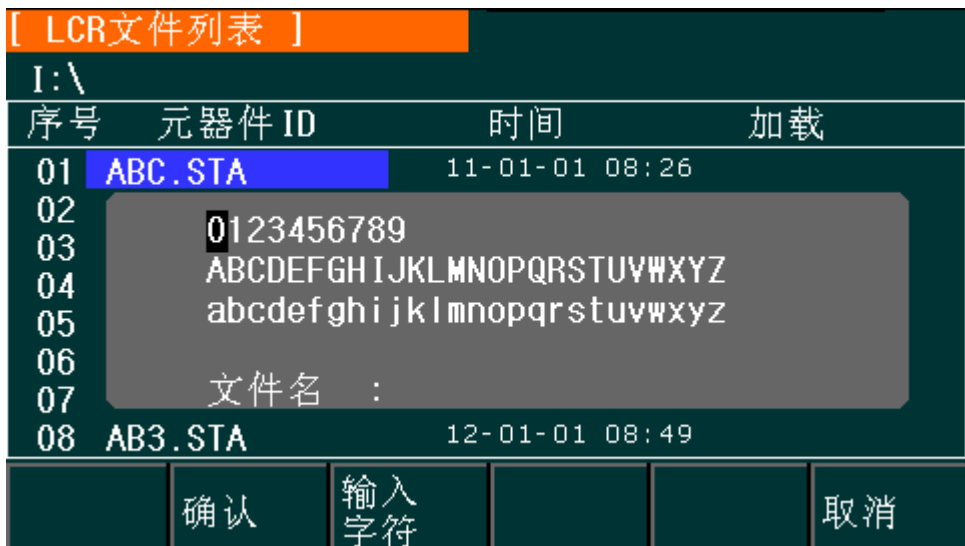 [ LCR文件列表 ]
I:\
序号 元器件ID 时间 加载
01 ABC.STA 11-01-01 08:26
02
03
04
05
06
07
0123456789
ABCDEFGHIJKLMNOPQRSTUVWXYZ
abcdefghijklmnopqrstuvwxyz
文件名 :
08 AB3.STA 12-01-01 08:49
确认 输入字符 取消